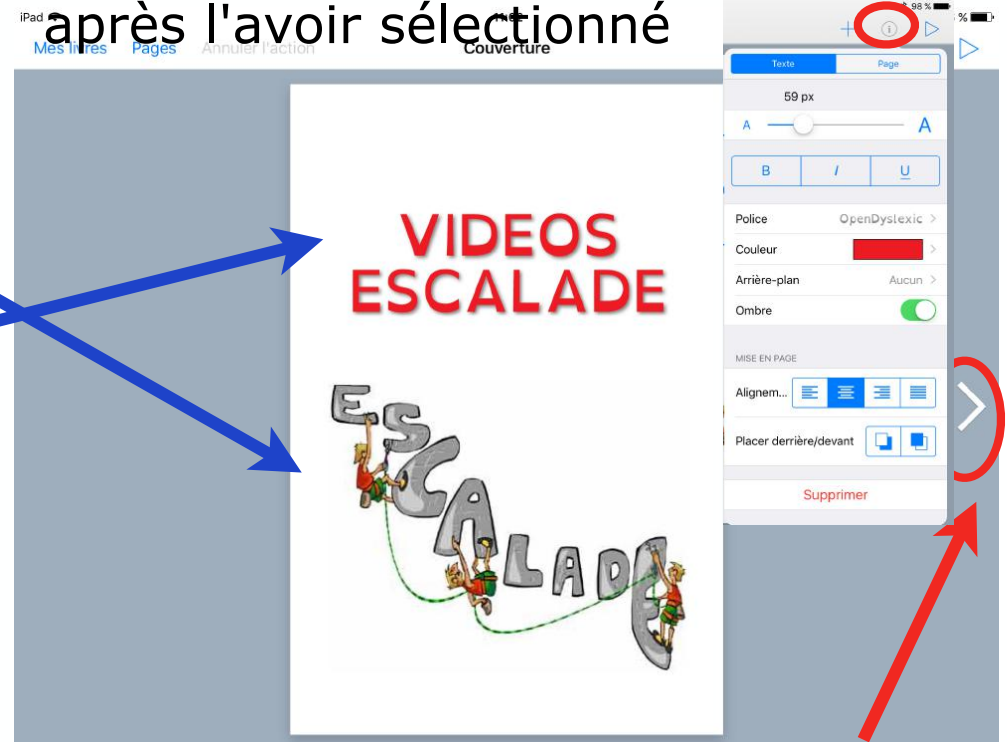 après l'avoir sélectionné
iPad
98 %
%
Mes livres Pages Annuler l'action Couverture
Texte Page
59 px
A A
B I U
Police OpenDyslexic
Couleur
Arrière-plan Aucun
Ombre
MISE EN PAGE
Alignem...
Placer derrière/devant
Supprimer
VIDEOS
ESCALADE
ESCALADE